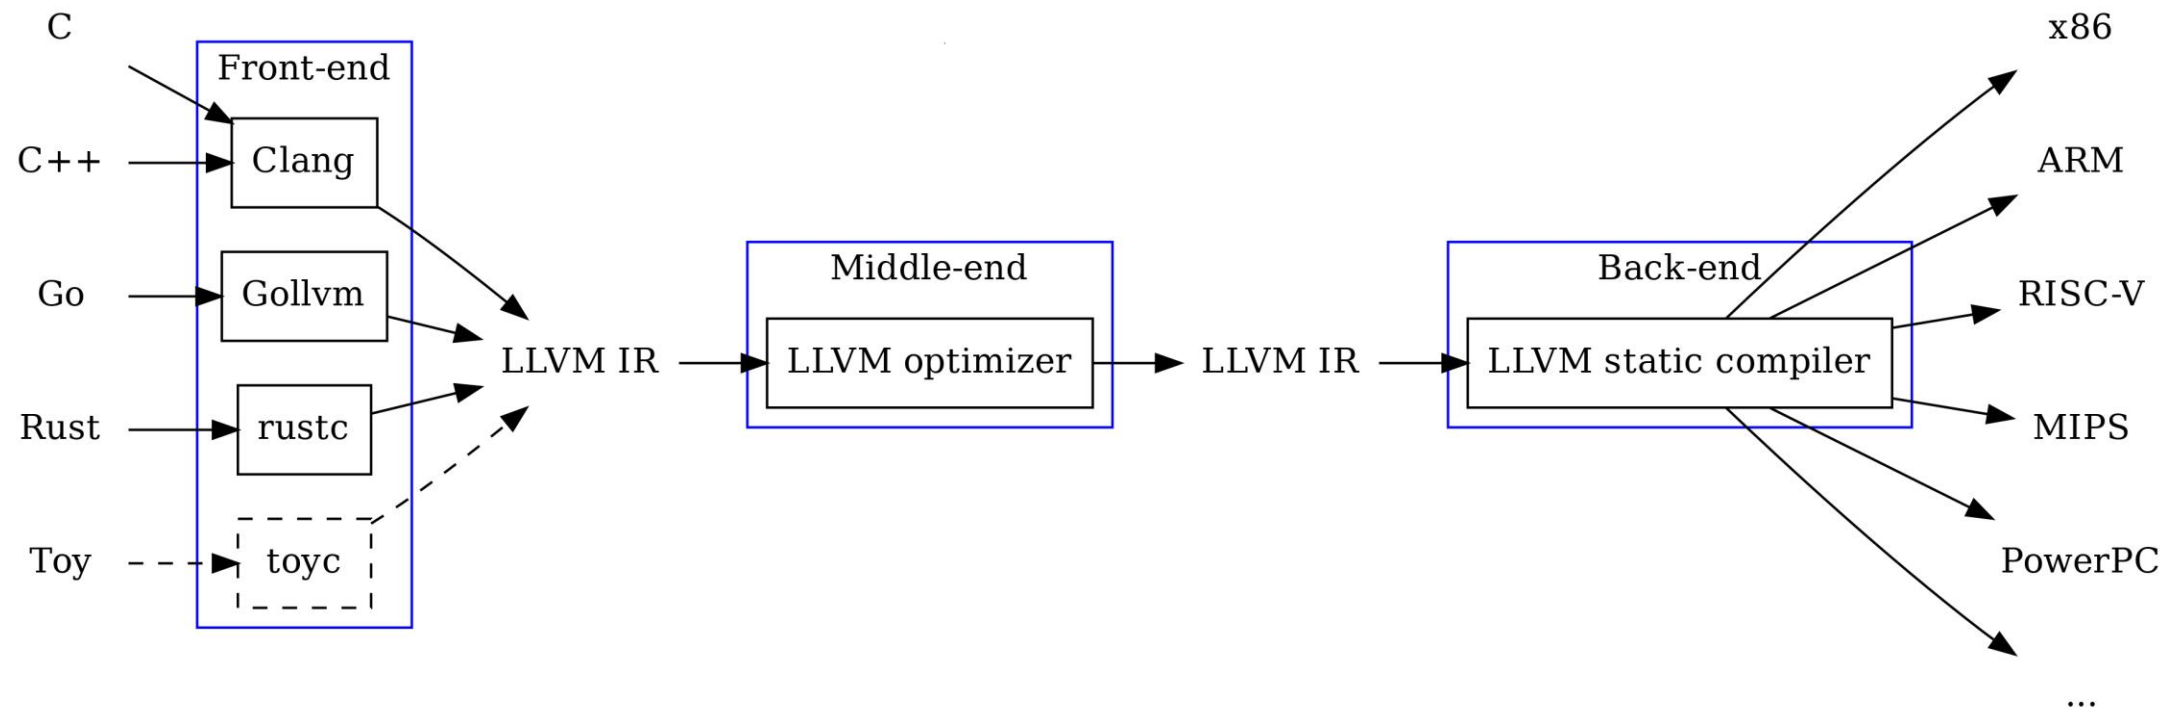 C
C++
Go
Rust
Toy
Front-end
Clang
Gollvm
rustc
toyc
LLVM IR
Middle-end
LLVM optimizer
LLVM IR
Back-end
LLVM static compiler
x86
ARM
RISC-V
MIPS
PowerPC
...